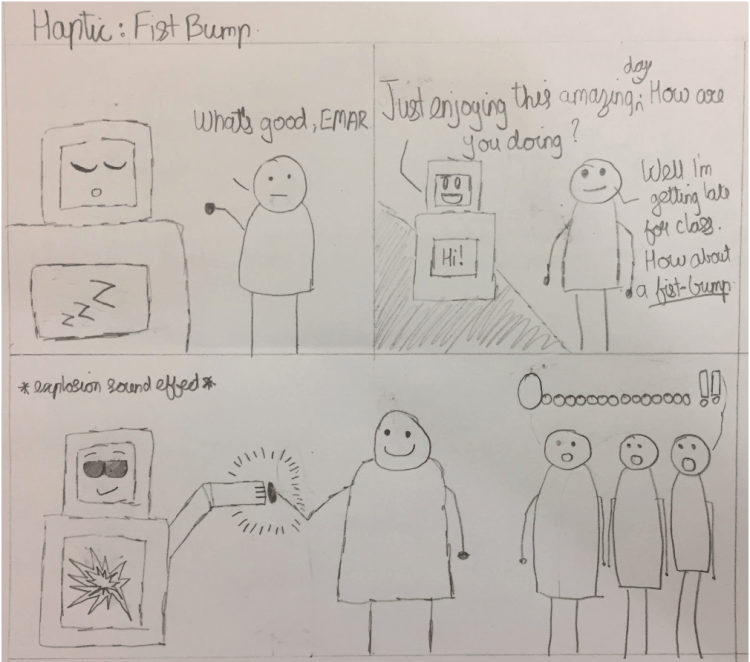 Haptic: Fist Bump.
What's good, EMAR
zzZ
day
Just enjoying this amazing; How are
you doing?
Hi!
Well I'm
getting late
for class.
How about
a fist-bump
*explosion sound effect*
Oooooooooooooo!!